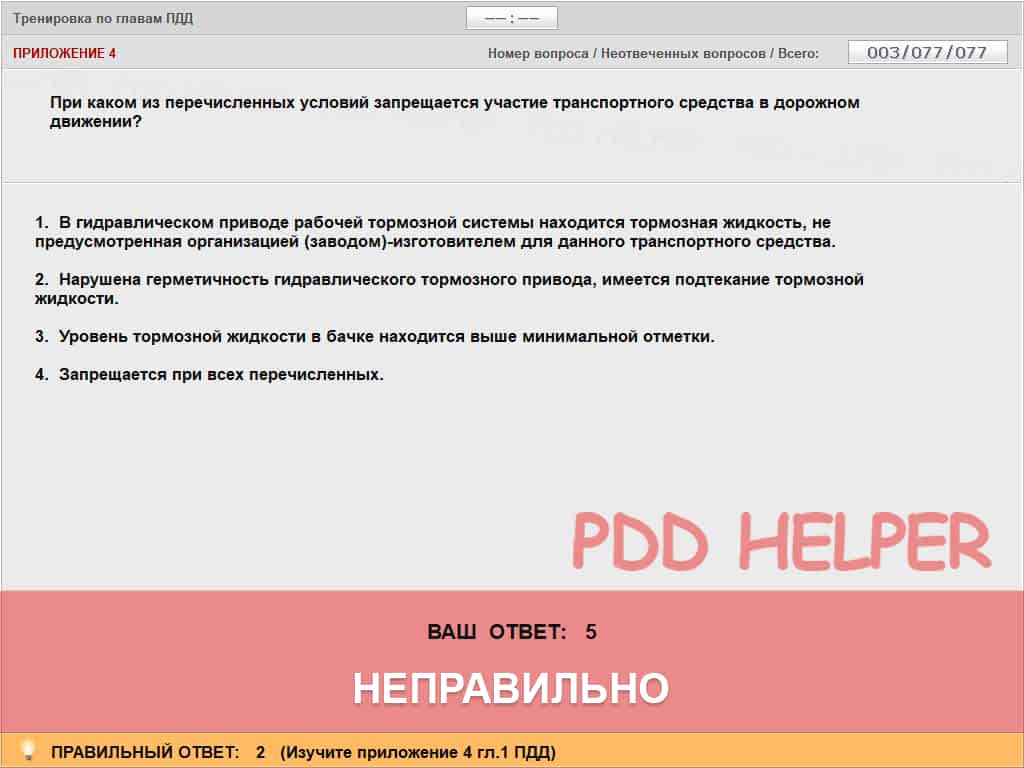 Тренировка по главам ПДД
−− : −−
ПРИЛОЖЕНИЕ 4
Номер вопроса / Неотвеченных вопросов / Всего:
003/077/077
При каком из перечисленных условий запрещается участие транспортного средства в дорожном
движении?
1. В гидравлическом приводе рабочей тормозной системы находится тормозная жидкость, не
предусмотренная организацией (заводом)-изготовителем для данного транспортного средства.
2. Нарушена герметичность гидравлического тормозного привода, имеется подтекание тормозной
жидкости.
3. Уровень тормозной жидкости в бачке находится выше минимальной отметки.
4. Запрещается при всех перечисленных.
PDD HELPER
ВАШ ОТВЕТ: 5
НЕПРАВИЛЬНО
ПРАВИЛЬНЫЙ ОТВЕТ: 2 (Изучите приложение 4 гл.1 ПДД)